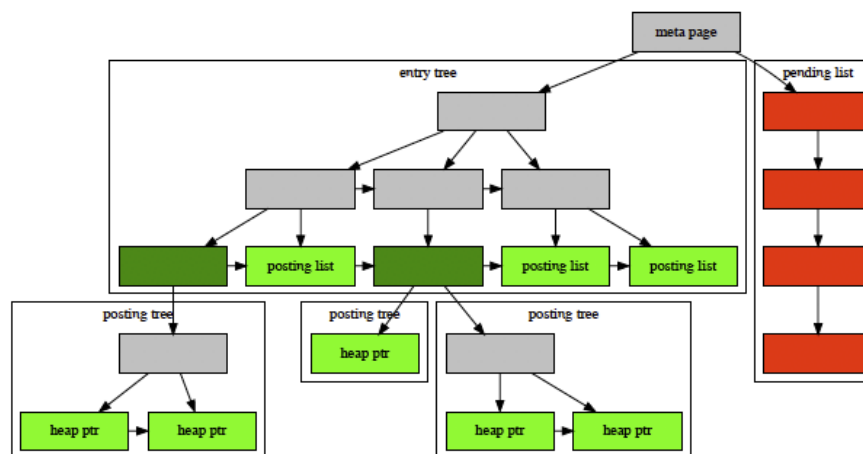 meta page
entry tree
pending list
posting list
posting list
posting list
posting tree
posting tree
posting tree
heap ptr
heap ptr
heap ptr
heap ptr
heap ptr